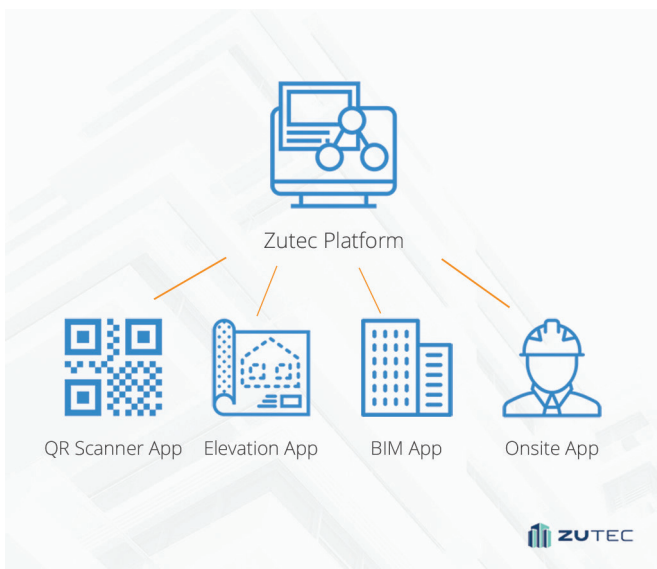 Zutec Platform
QR Scanner App
Elevation App
BIM App
Onsite App
ZUTEC